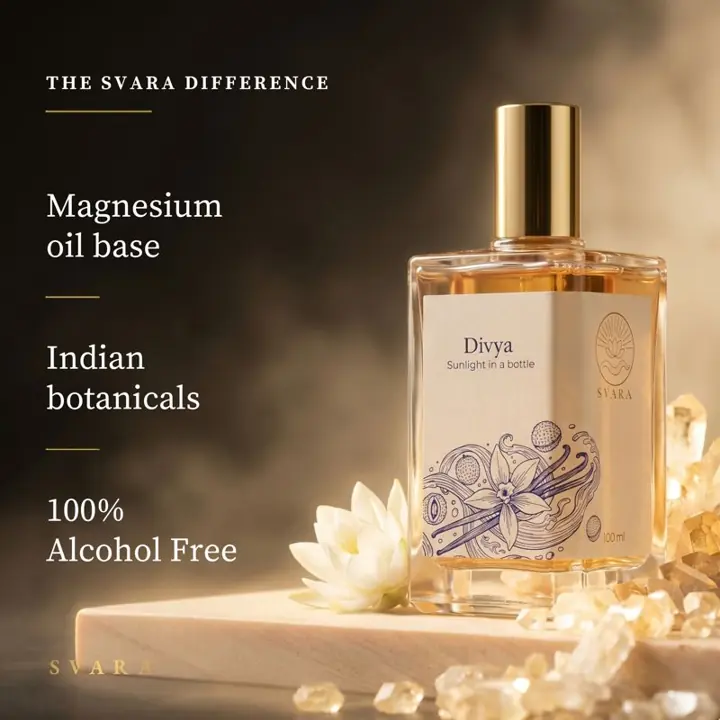 THE SVARA DIFFERENCE
Magnesium
oil base
Indian
botanicals
100%
Alcohol Free
Divya
Sunlight in a bottle
SVARA
100 ml
SVARA